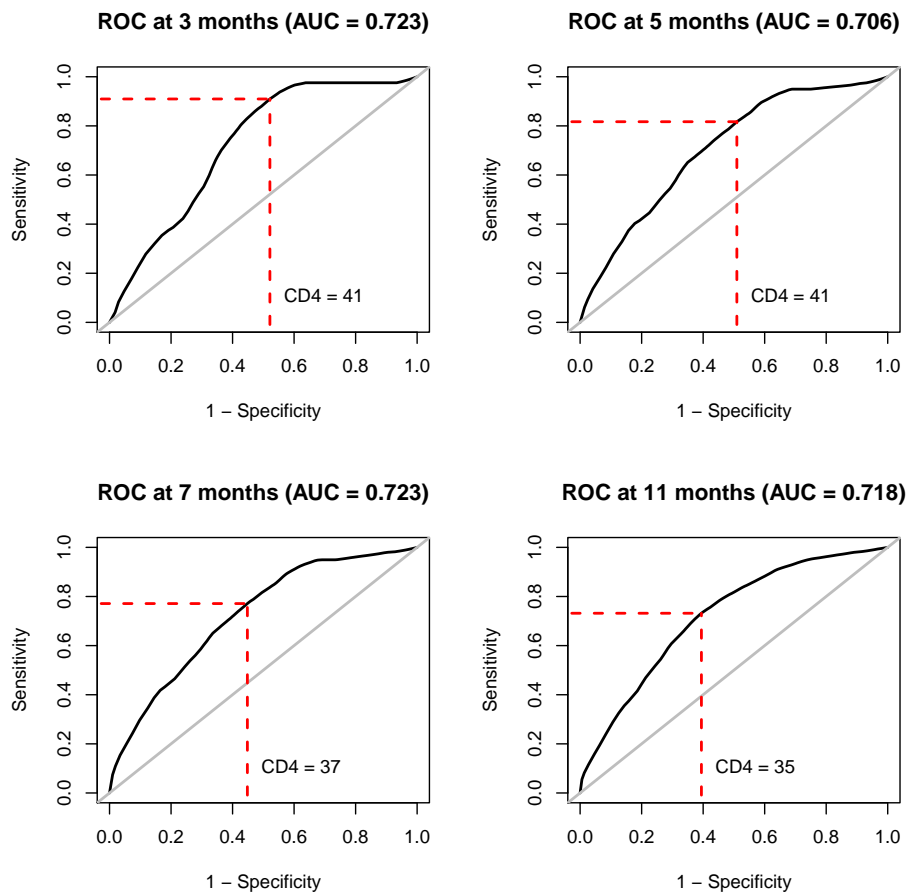 ROC at 3 months (AUC = 0.723)
1.0
0.8
0.6
0.4
0.2
0.0
Sensitivity
CD4 = 41
0.0 0.2 0.4 0.6 0.8 1.0
1 − Specificity
ROC at 5 months (AUC = 0.706)
1.0
0.8
0.6
0.4
0.2
0.0
Sensitivity
CD4 = 41
0.0 0.2 0.4 0.6 0.8 1.0
1 − Specificity
ROC at 7 months (AUC = 0.723)
1.0
0.8
0.6
0.4
0.2
0.0
Sensitivity
CD4 = 37
0.0 0.2 0.4 0.6 0.8 1.0
1 − Specificity
ROC at 11 months (AUC = 0.718)
1.0
0.8
0.6
0.4
0.2
0.0
Sensitivity
CD4 = 35
0.0 0.2 0.4 0.6 0.8 1.0
1 − Specificity